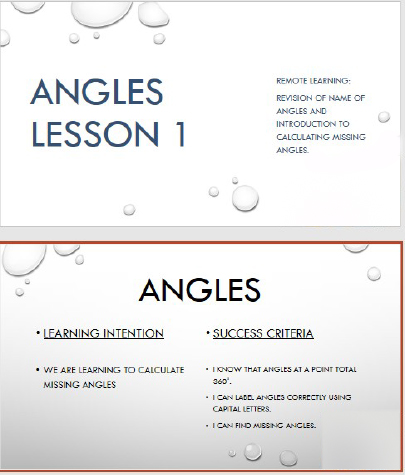 ANGLES
LESSON 1
REMOTE LEARNING:
REVISION OF NAME OF
ANGLES AND
INTRODUCTION TO
CALCULATING MISSING
ANGLES.
ANGLES
• LEARNING INTENTION
• WE ARE LEARNING TO CALCULATE
MISSING ANGLES
• SUCCESS CRITERIA
• I KNOW THAT ANGLES AT A POINT TOTAL
360°.
• I CAN LABEL ANGLES CORRECTLY USING
CAPITAL LETTERS.
• I CAN FIND MISSING ANGLES.